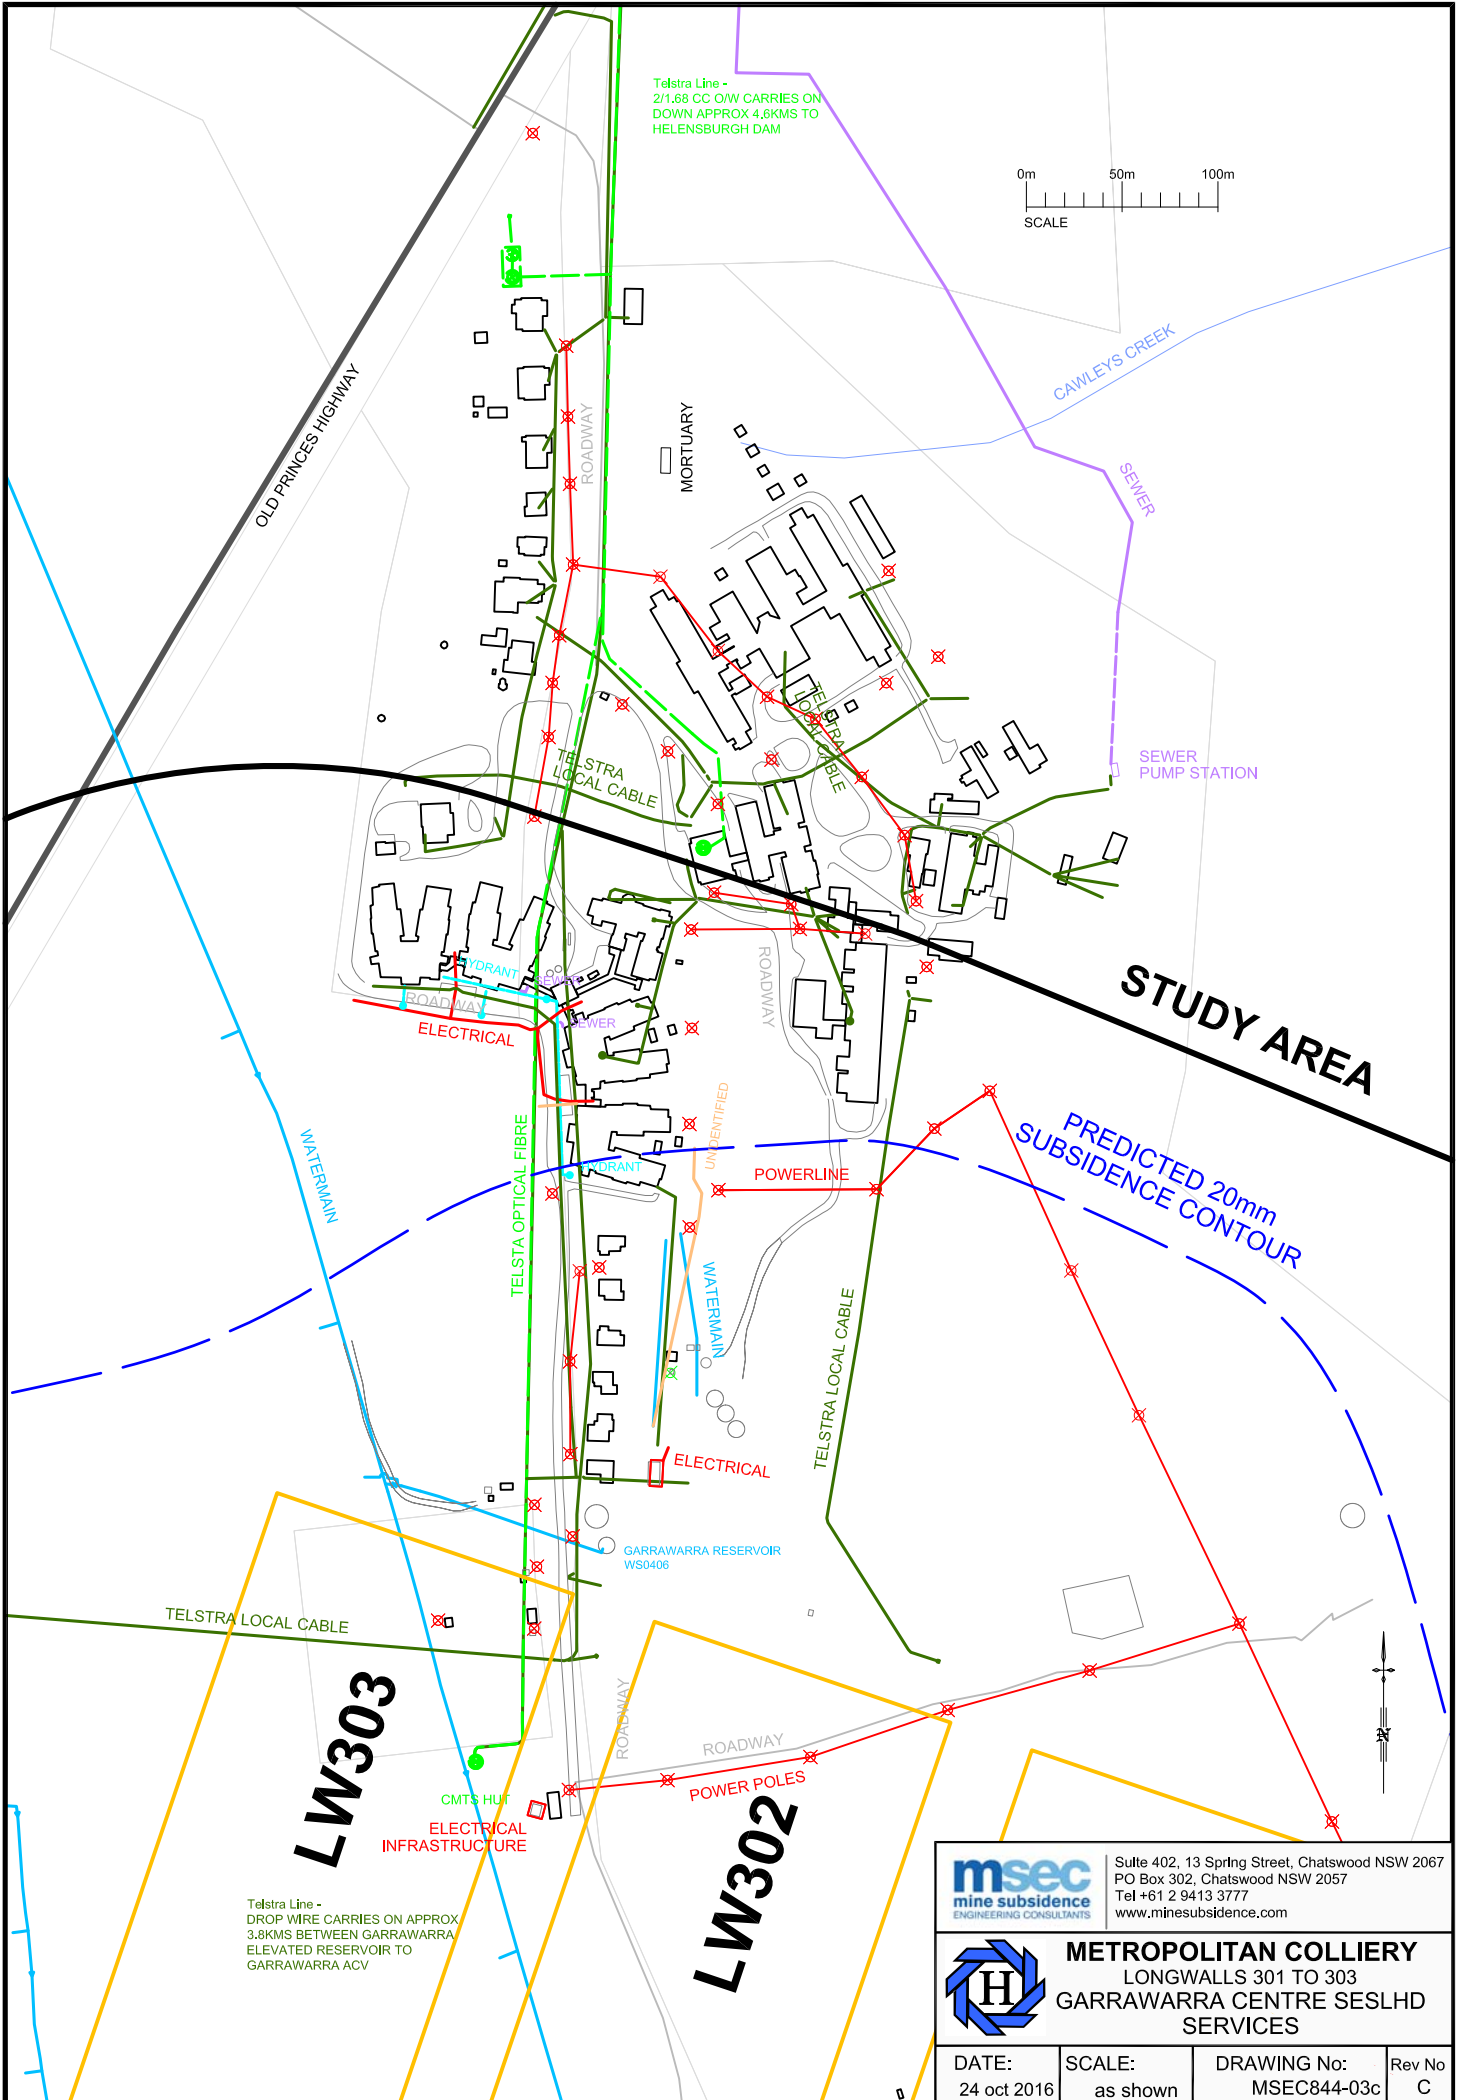 Telstra Line -
2/1.68 CC O/W CARRIES ON
DOWN APPROX 4.6KMS TO
HELENSBURGH DAM
0m 50m 100m
SCALE
CAWLEYS CREEK
OLD PRINCES HIGHWAY
ROADWAY
MORTUARY
SEWER
TELSTRA
LOCAL CABLE
TELSTRA
LOCAL CABLE
SEWER
PUMP STATION
HYDRANT
SEWER
ROADWAY
SEWER
ELECTRICAL
ROADWAY
STUDY AREA
WATERMAIN
TELSTA OPTICAL FIBRE
UNIDENTIFIED
HYDRANT
POWERLINE
PREDICTED 20mm
SUBSIDENCE CONTOUR
WATERMAIN
TELSTRA LOCAL CABLE
ELECTRICAL
GARRAWARRA RESERVOIR
WS0406
TELSTRA LOCAL CABLE
LW303
ROADWAY
ROADWAY
POWER POLES
CMTS HUT
ELECTRICAL
INFRASTRUCTURE
LW302
N
Telstra Line -
DROP WIRE CARRIES ON APPROX
3.8KMS BETWEEN GARRAWARRA
ELEVATED RESERVOIR TO
GARRAWARRA ACV
msec
mine subsidence
ENGINEERING CONSULTANTS
Suite 402, 13 Spring Street, Chatswood NSW 2067
PO Box 302, Chatswood NSW 2057
Tel +61 2 9413 3777
www.minesubsidence.com
H
METROPOLITAN COLLIERY
LONGWALLS 301 TO 303
GARRAWARRA CENTRE SESLHD
SERVICES
DATE:
24 oct 2016
SCALE:
as shown
DRAWING No:
MSEC844-03c
Rev No
C